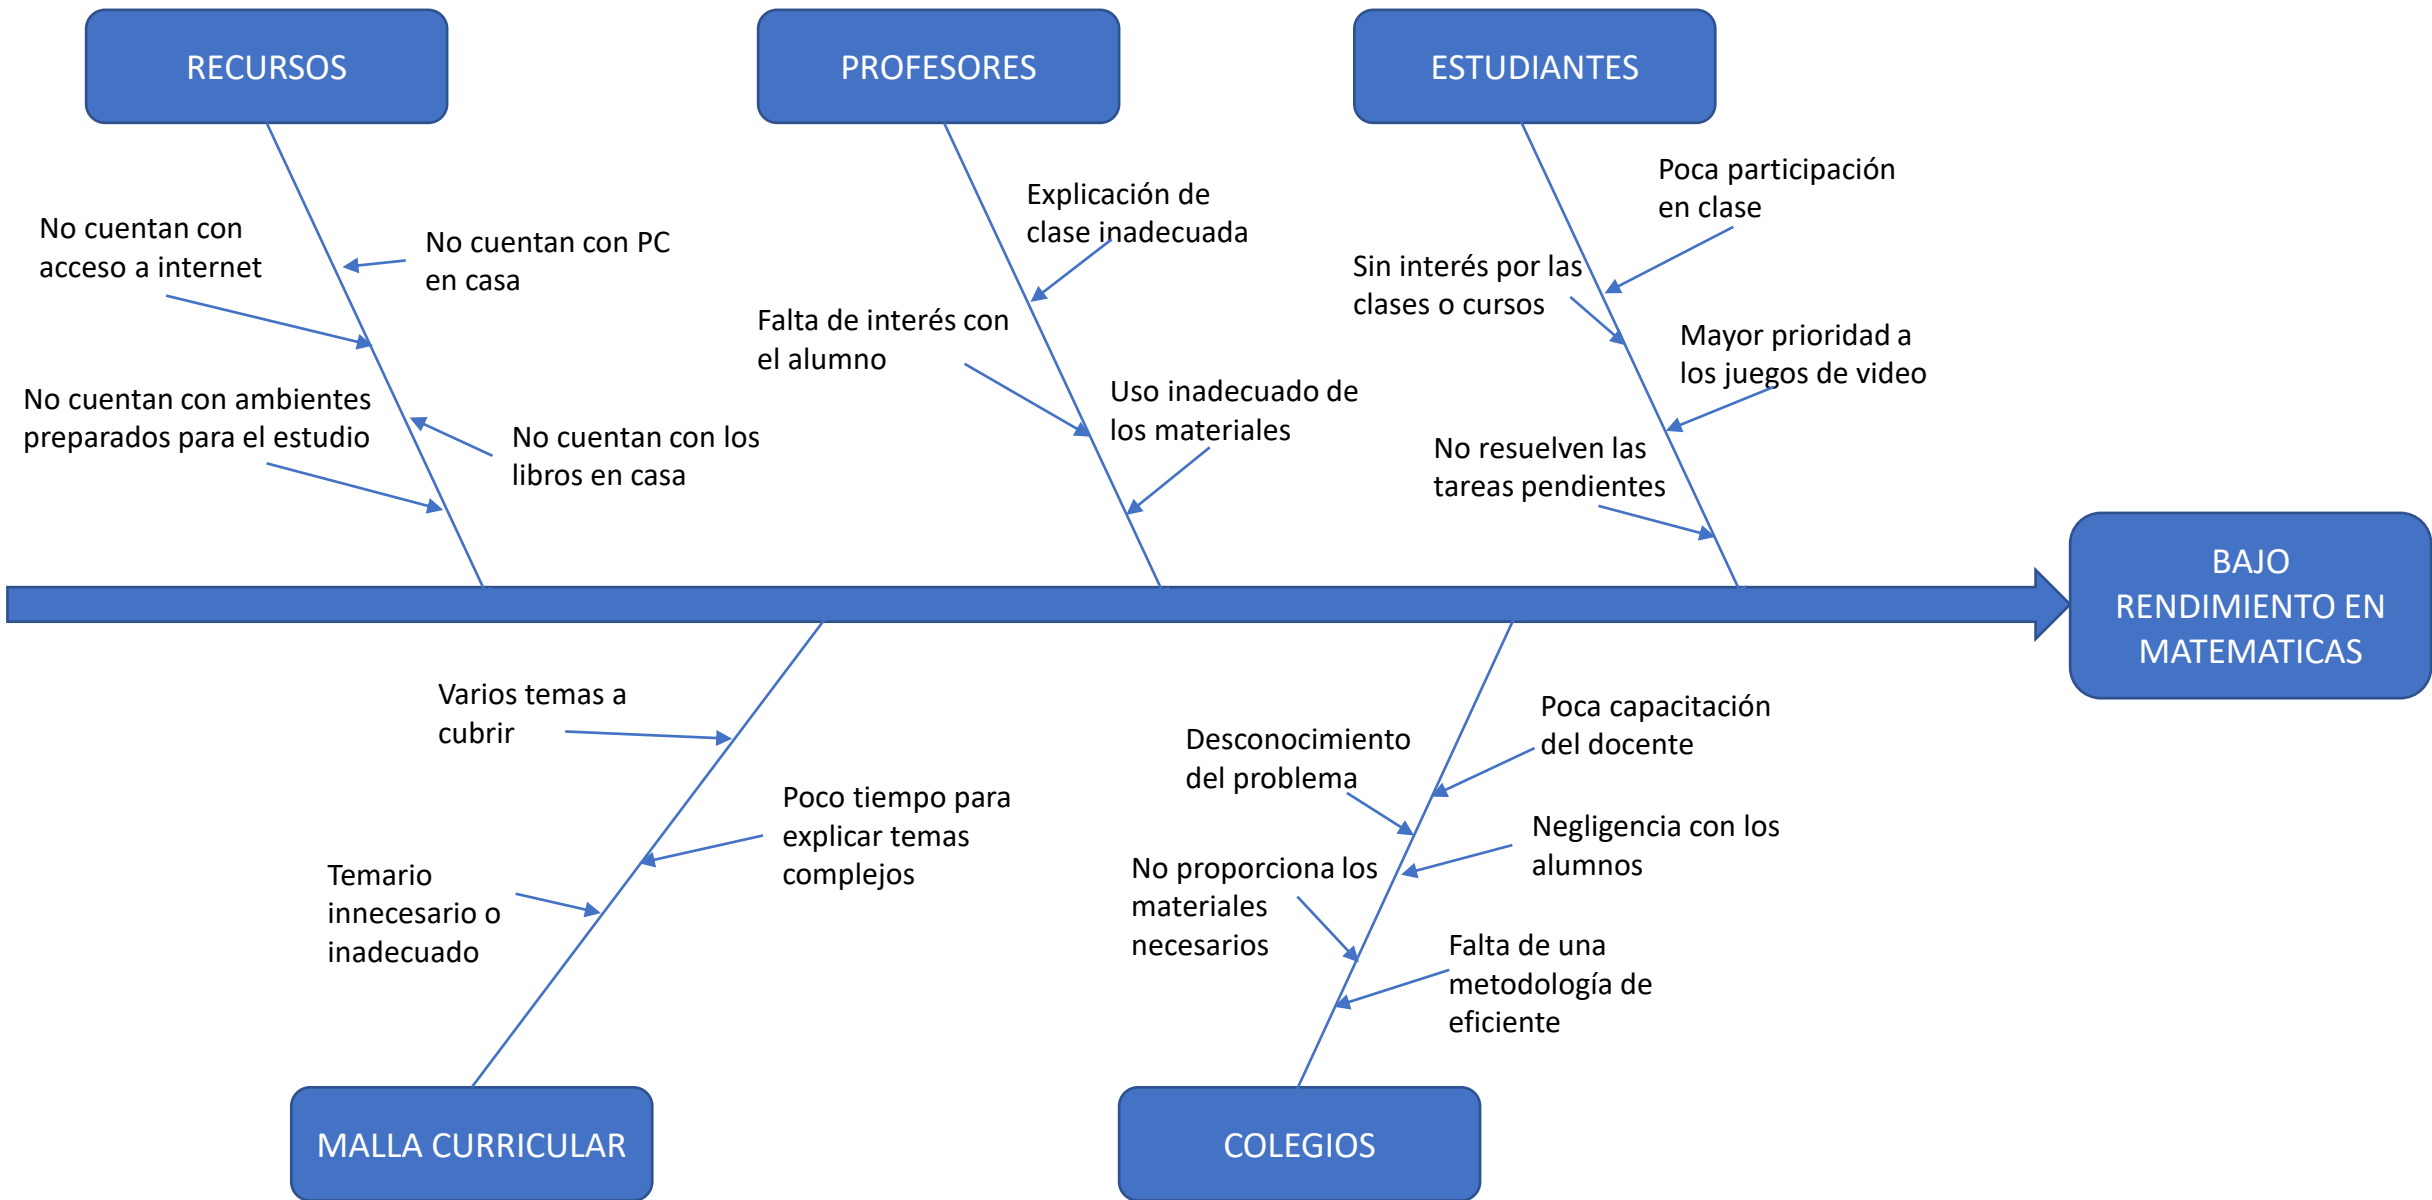 RECURSOS
PROFESORES
ESTUDIANTES
No cuentan con
acceso a internet
No cuentan con PC
en casa
No cuentan con ambientes
preparados para el estudio
No cuentan con los
libros en casa
Explicación de
clase inadecuada
Falta de interés con
el alumno
Uso inadecuado de
los materiales
Poca participación
en clase
Sin interés por las
clases o cursos
Mayor prioridad a
los juegos de video
No resuelven las
tareas pendientes
BAJO
RENDIMIENTO EN
MATEMATICAS
Varios temas a
cubrir
Poco tiempo para
explicar temas
complejos
Temario
innecesario o
inadecuado
Desconocimiento
del problema
Poca capacitación
del docente
No proporciona los
materiales
necesarios
Negligencia con los
alumnos
Falta de una
metodología de
eficiente
MALLA CURRICULAR
COLEGIOS